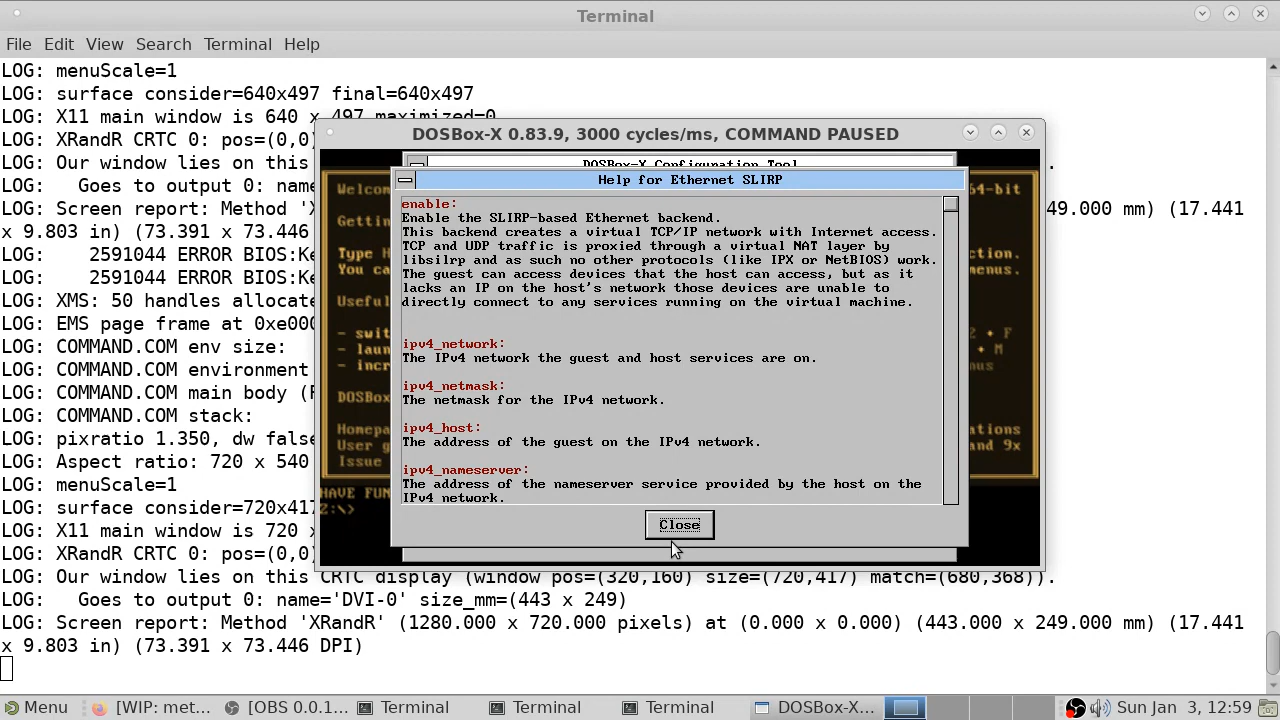 Terminal
File Edit View Search Terminal Help
LOG: menuScale=1
LOG: surface consider=640x497 final=640x497
LOG: X11 main window is 640 x 497 maximized=0
LOG: XRandR CRTC 0: pos=(0,0)
LOG: Our window lies on this
LOG:   Goes to output 0: name
LOG: Screen report: Method 'X 49.000 mm) (17.441
x 9.803 in) (73.391 x 73.446
LOG:   2591044 ERROR BIOS:Ke
LOG:   2591044 ERROR BIOS:Ke
LOG: XMS: 50 handles allocate
LOG: EMS page frame at 0xe000
LOG: COMMAND.COM env size:
LOG: COMMAND.COM environment
LOG: COMMAND.COM main body (
LOG: COMMAND.COM stack:
LOG: pixratio 1.350, dw false
LOG: Aspect ratio: 720 x 540
LOG: menuScale=1
LOG: surface consider=720x417
LOG: X11 main window is 720 x
LOG: XRandR CRTC 0: pos=(0,0)
LOG: Our window lies on this CRTC display (window pos=(320,160) size=(720,417) match=(680,368)).
LOG:   Goes to output 0: name='DVI-0' size_mm=(443 x 249)
LOG: Screen report: Method 'XRandR' (1280.000 x 720.000 pixels) at (0.000 x 0.000) (443.000 x 249.000 mm) (17.441
x 9.803 in) (73.391 x 73.446 DPI)
DOSBox-X 0.83.9, 3000 cycles/ms, COMMAND PAUSED
DOSBox-X Configuration Tool
Welcom 64-bit
Gettin
Type H ction.
You ca menus.
Useful
- swit + F
- laun + M
- incr nus
DOSBox
Homepa ations
User g and 9x
Issue
HAVE FUN
Z:\>
Help for Ethernet SLIRP
enable:
Enable the SLIRP-based Ethernet backend.
This backend creates a virtual TCP/IP network with Internet access.
TCP and UDP traffic is proxied through a virtual NAT layer by
libsilrp and as such no other protocols (like IPX or NetBIOS) work.
The guest can access devices that the host can access, but as it
lacks an IP on the host's network those devices are unable to
directly connect to any services running on the virtual machine.
ipv4_network:
The IPv4 network the guest and host services are on.
ipv4_netmask:
The netmask for the IPv4 network.
ipv4_host:
The address of the guest on the IPv4 network.
ipv4_nameserver:
The address of the nameserver service provided by the host on the
IPv4 network.
Close
Menu [WIP: met... [OBS 0.0.1... Terminal Terminal Terminal DOSBox-X... Sun Jan 3, 12:59